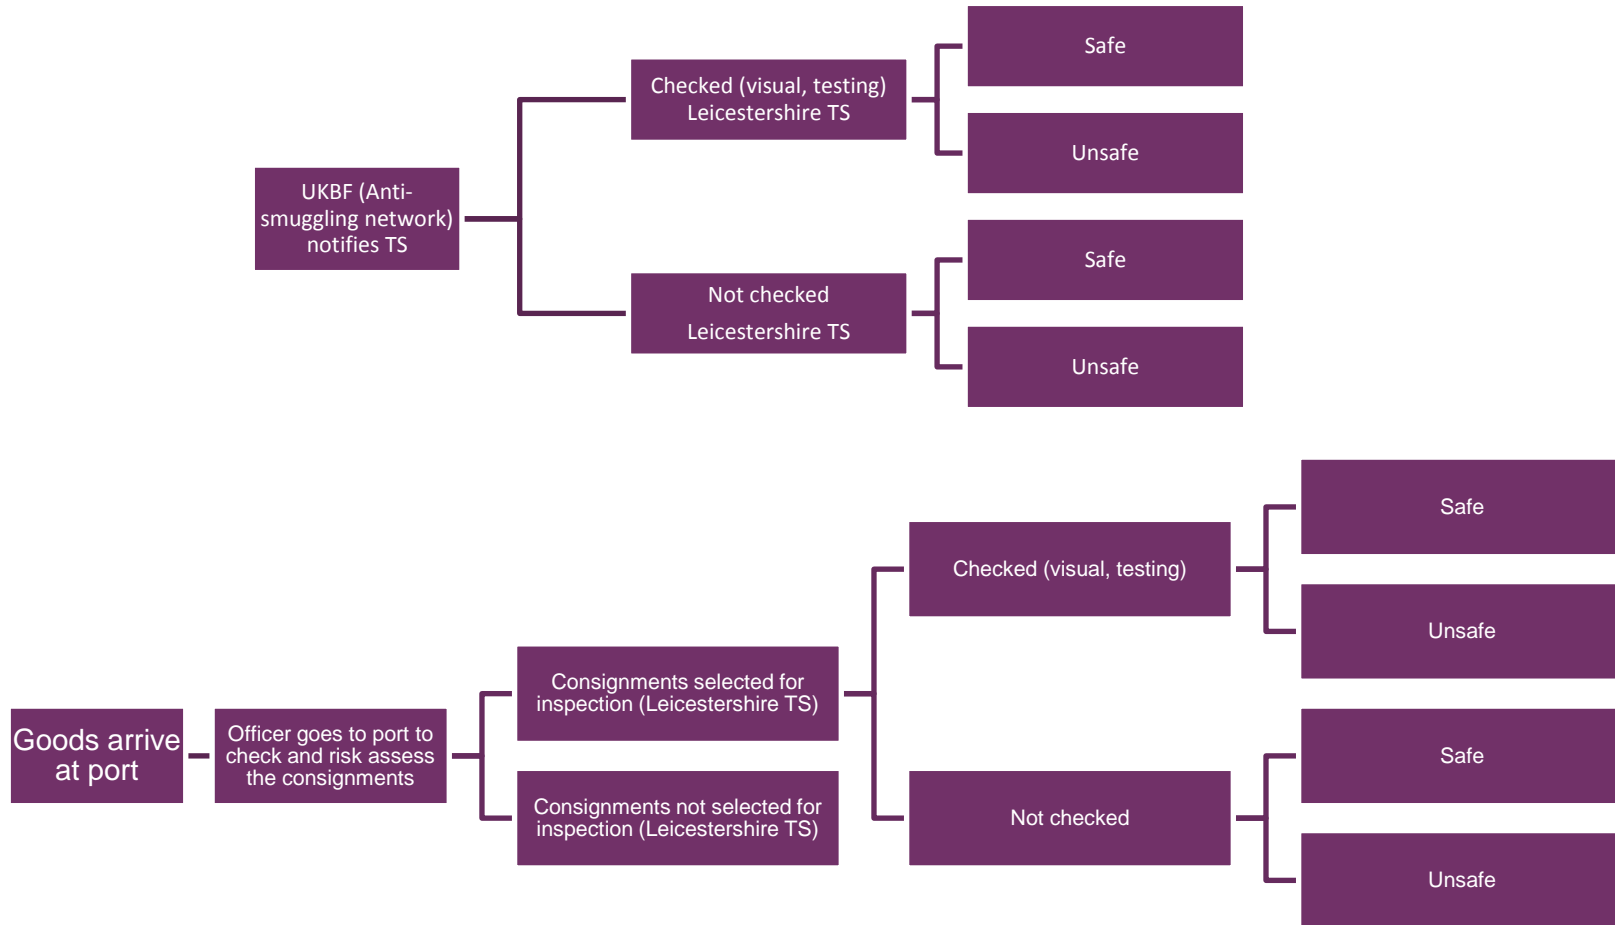 UKBF (Anti-
smuggling network)
notifies TS
Checked (visual, testing)
Leicestershire TS
Safe
Unsafe
Not checked
Leicestershire TS
Safe
Unsafe
Goods arrive
at port
Officer goes to port to
check and risk assess
the consignments
Consignments selected for
inspection (Leicestershire TS)
Consignments not selected for
inspection (Leicestershire TS)
Checked (visual, testing)
Safe
Unsafe
Not checked
Safe
Unsafe